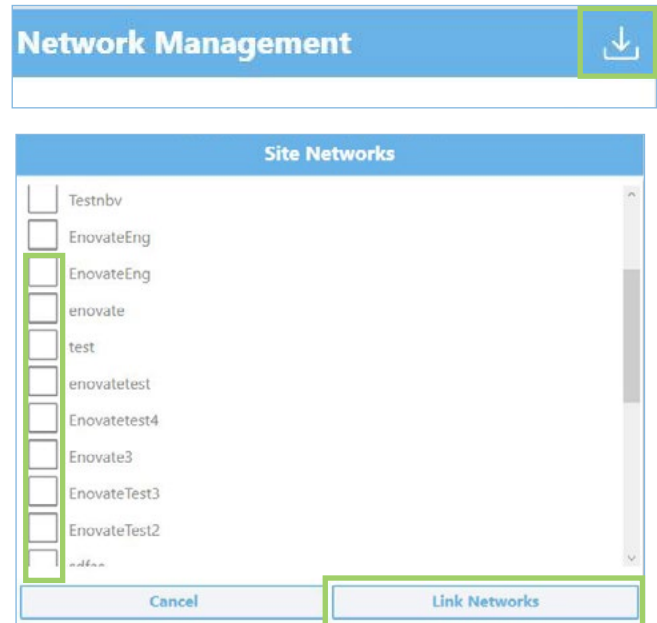 Network Management
Site Networks
Testnbv
EnovateEng
EnovateEng
enovate
test
enovatetest
Enovatetest4
Enovate3
EnovateTest3
EnovateTest2
Cancel
Link Networks